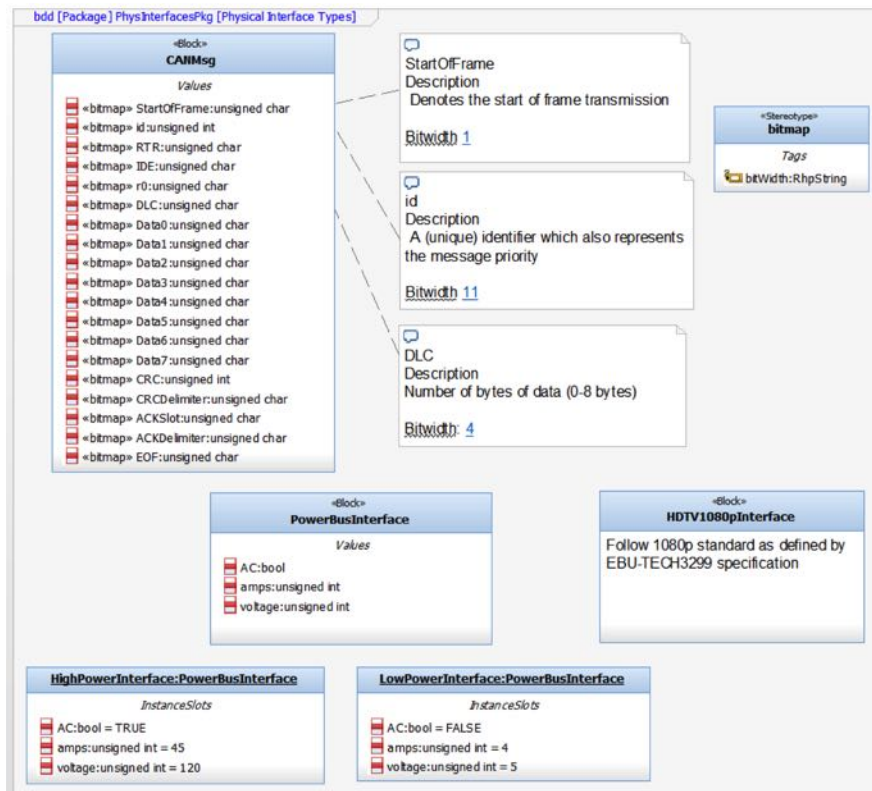 bdd [Package] PhysInterfacesPkg [Physical Interface Types]
«Block»
CANMsg
Values
«bitmap» StartOfFrame:unsigned char
«bitmap» id:unsigned int
«bitmap» RTR:unsigned char
«bitmap» IDE:unsigned char
«bitmap» r0:unsigned char
«bitmap» DLC:unsigned char
«bitmap» Data0:unsigned char
«bitmap» Data1:unsigned char
«bitmap» Data2:unsigned char
«bitmap» Data3:unsigned char
«bitmap» Data4:unsigned char
«bitmap» Data5:unsigned char
«bitmap» Data6:unsigned char
«bitmap» Data7:unsigned char
«bitmap» CRC:unsigned int
«bitmap» CRCDelimiter:unsigned char
«bitmap» ACKSlot:unsigned char
«bitmap» ACKDelimiter:unsigned char
«bitmap» EOF:unsigned char
StartOfFrame
Description
Denotes the start of frame transmission
Bitwidth 1
id
Description
A (unique) identifier which also represents
the message priority
Bitwidth 11
DLC
Description
Number of bytes of data (0-8 bytes)
Bitwidth: 4
«Stereotype»
bitmap
Tags
bitWidth:RhpString
«Block»
PowerBusInterface
Values
AC:bool
amps:unsigned int
voltage:unsigned int
«Block»
HDTV1080pInterface
Follow 1080p standard as defined by
EBU-TECH3299 specification
HighPowerInterface:PowerBusInterface
InstanceSlots
AC:bool = TRUE
amps:unsigned int = 45
voltage:unsigned int = 120
LowPowerInterface:PowerBusInterface
InstanceSlots
AC:bool = FALSE
amps:unsigned int = 4
voltage:unsigned int = 5